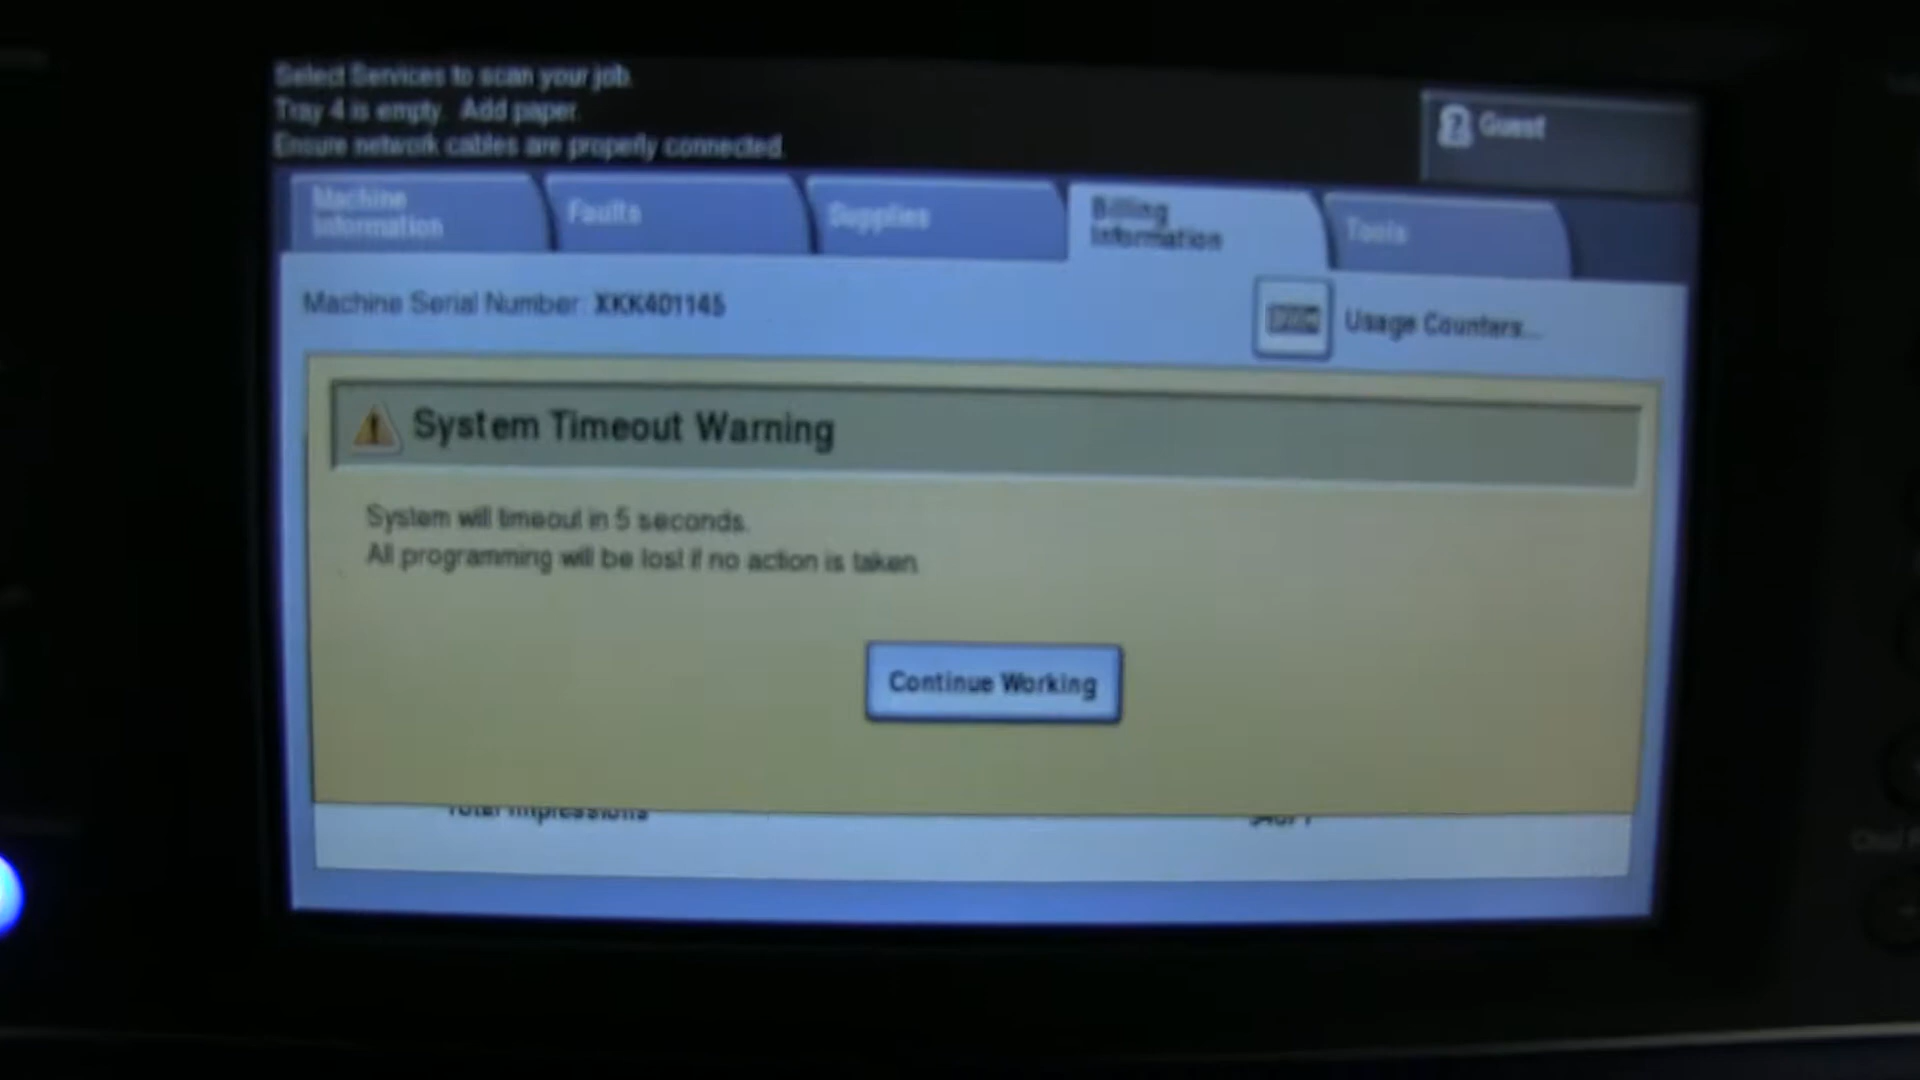 Select Services to scan your job.
Tray 4 is empty. Add paper.
Ensure network cables are properly connected.
Guest
Machine
Information
Faults
Supplies
Billing
Information
Tools
Machine Serial Number: XKK401145
Usage Counters...
System Timeout Warning
System will timeout in 5 seconds.
All programming will be lost if no action is taken.
Continue Working
Total Impressions